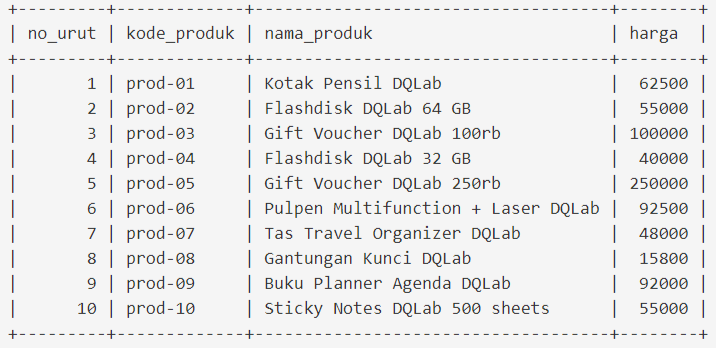 +---------+-------------+------------------------------------+--------+
| no_urut | kode_produk | nama_produk                        | harga  |
+---------+-------------+------------------------------------+--------+
|       1 | prod-01     | Kotak Pensil DQLab                 |  62500 |
|       2 | prod-02     | Flashdisk DQLab 64 GB              |  55000 |
|       3 | prod-03     | Gift Voucher DQLab 100rb           | 100000 |
|       4 | prod-04     | Flashdisk DQLab 32 GB              |  40000 |
|       5 | prod-05     | Gift Voucher DQLab 250rb           | 250000 |
|       6 | prod-06     | Pulpen Multifunction + Laser DQLab |  92500 |
|       7 | prod-07     | Tas Travel Organizer DQLab         |  48000 |
|       8 | prod-08     | Gantungan Kunci DQLab              |  15800 |
|       9 | prod-09     | Buku Planner Agenda DQLab          |  92000 |
|      10 | prod-10     | Sticky Notes DQLab 500 sheets      |  55000 |
+---------+-------------+------------------------------------+--------+